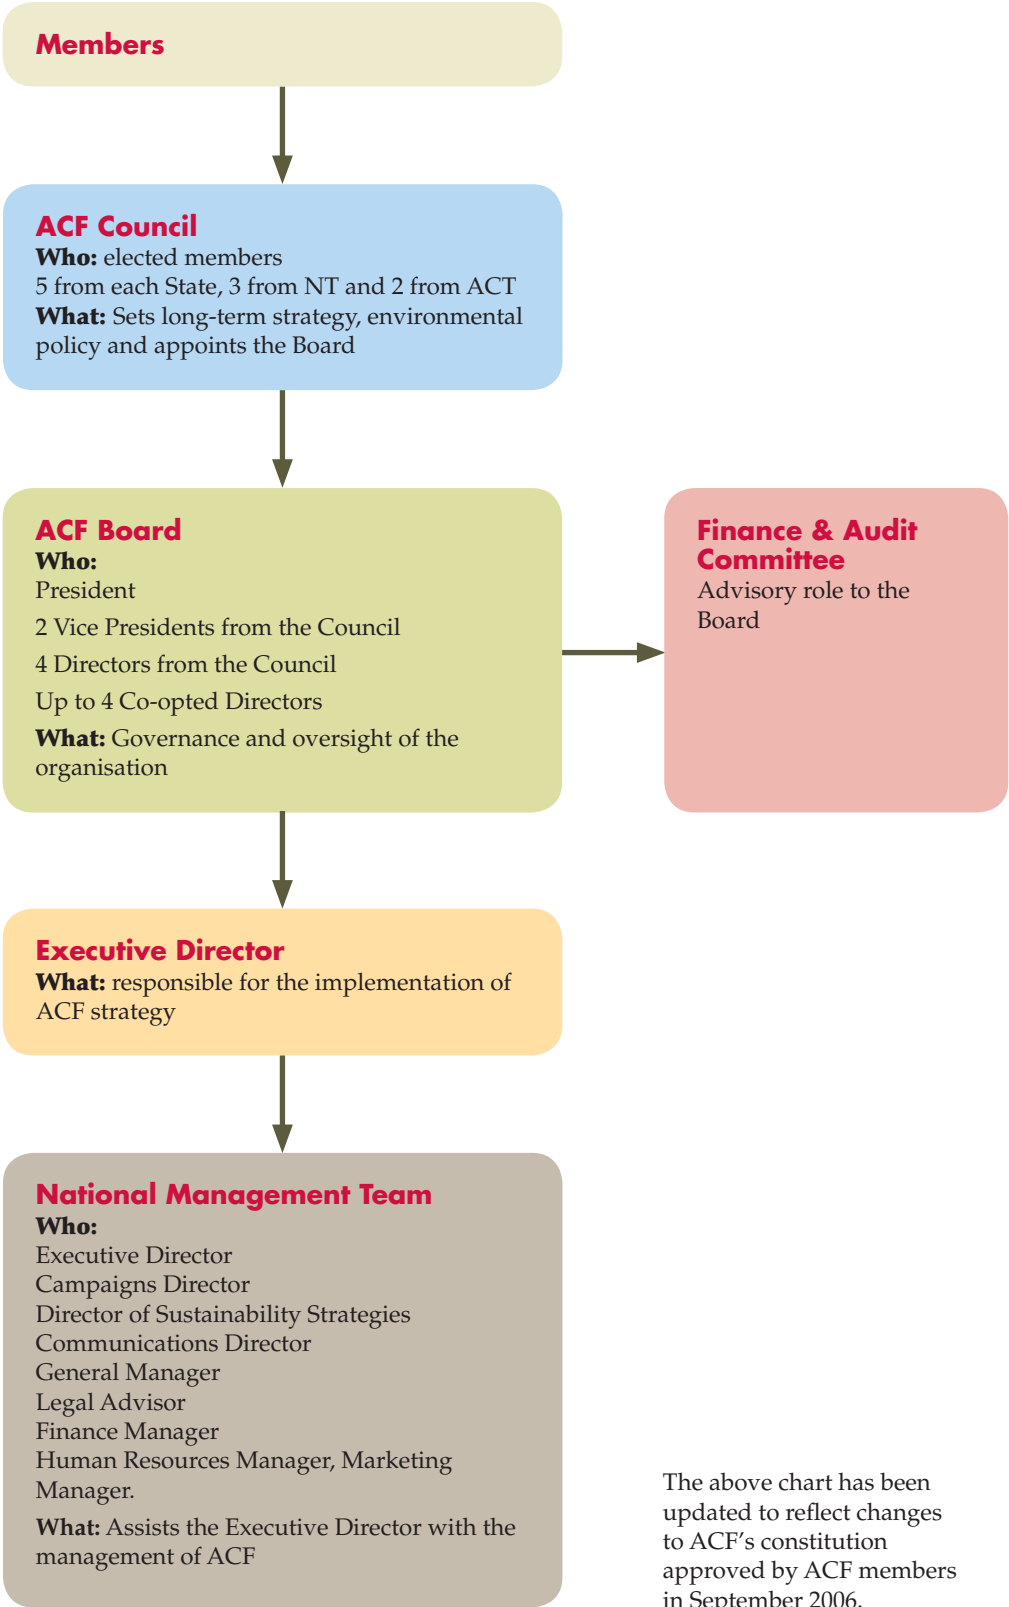 Members
ACF Council
Who: elected members
5 from each State, 3 from NT and 2 from ACT
What: Sets long-term strategy, environmental
policy and appoints the Board
ACF Board
Who:
President
2 Vice Presidents from the Council
4 Directors from the Council
Up to 4 Co-opted Directors
What: Governance and oversight of the
organisation
Finance & Audit
Committee
Advisory role to the
Board
Executive Director
What: responsible for the implementation of
ACF strategy
National Management Team
Who:
Executive Director
Campaigns Director
Director of Sustainability Strategies
Communications Director
General Manager
Legal Advisor
Finance Manager
Human Resources Manager, Marketing
Manager.
What: Assists the Executive Director with the
management of ACF
The above chart has been
updated to reflect changes
to ACF's constitution
approved by ACF members
in September 2006.